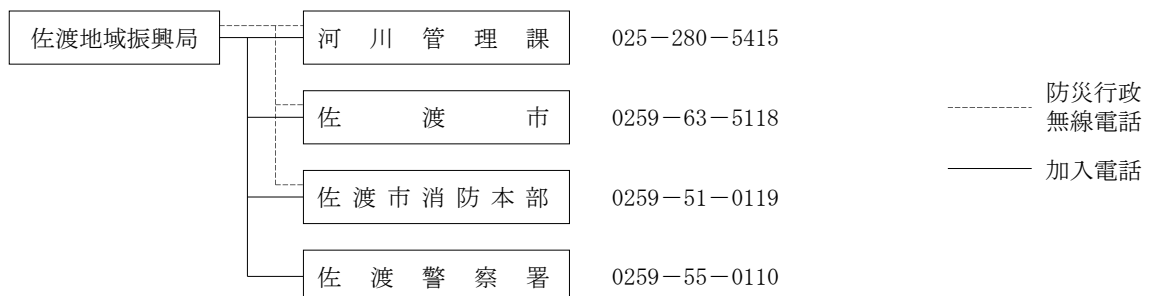 佐渡地域振興局
河川管理課 025－280－5415
佐渡市 0259－63－5118
佐渡市消防本部 0259－51－0119
佐渡警察署 0259－55－0110
防災行政
無線電話
加入電話